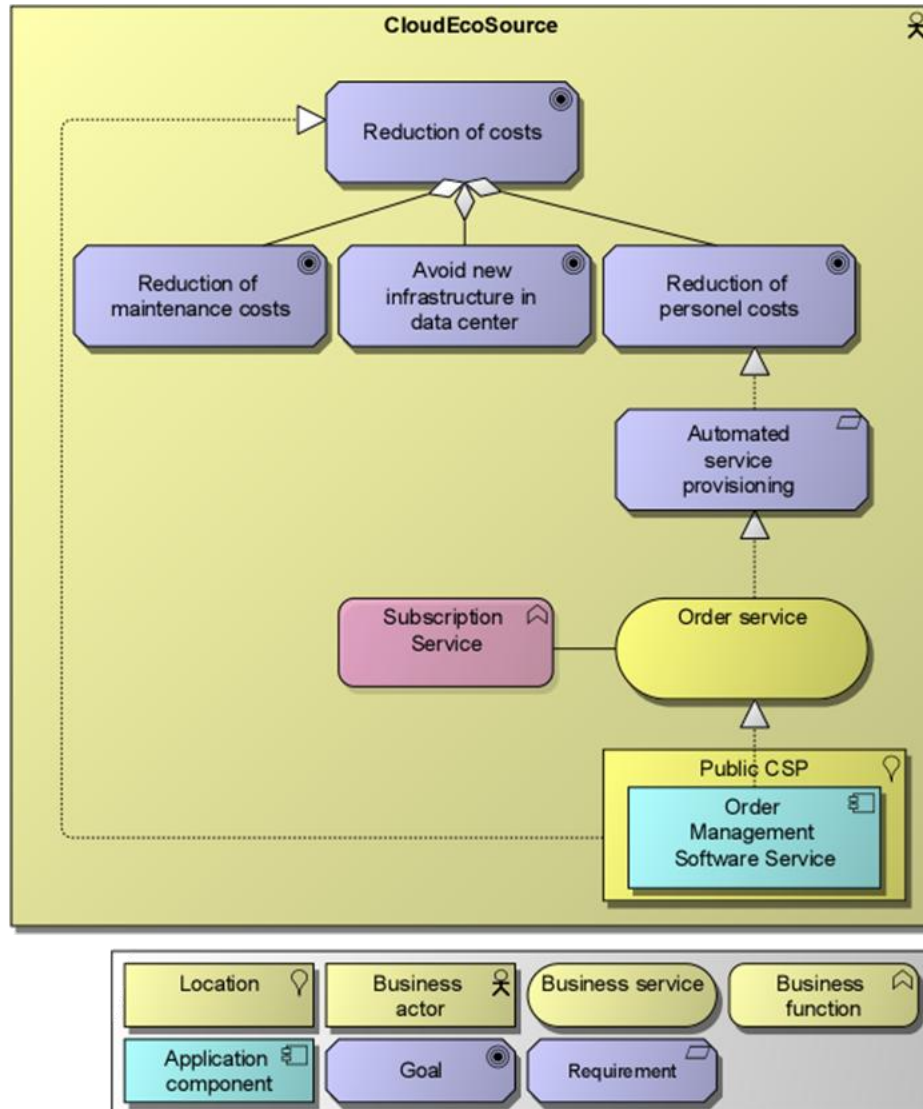 CloudEcoSource
Reduction of costs
Reduction of
maintenance costs
Avoid new
infrastructure in
data center
Reduction of
personel costs
Automated
service
provisioning
Subscription
Service
Order service
Public CSP
Order
Management
Software Service
Location
Business
actor
Business service
Business
function
Application
component
Goal
Requirement